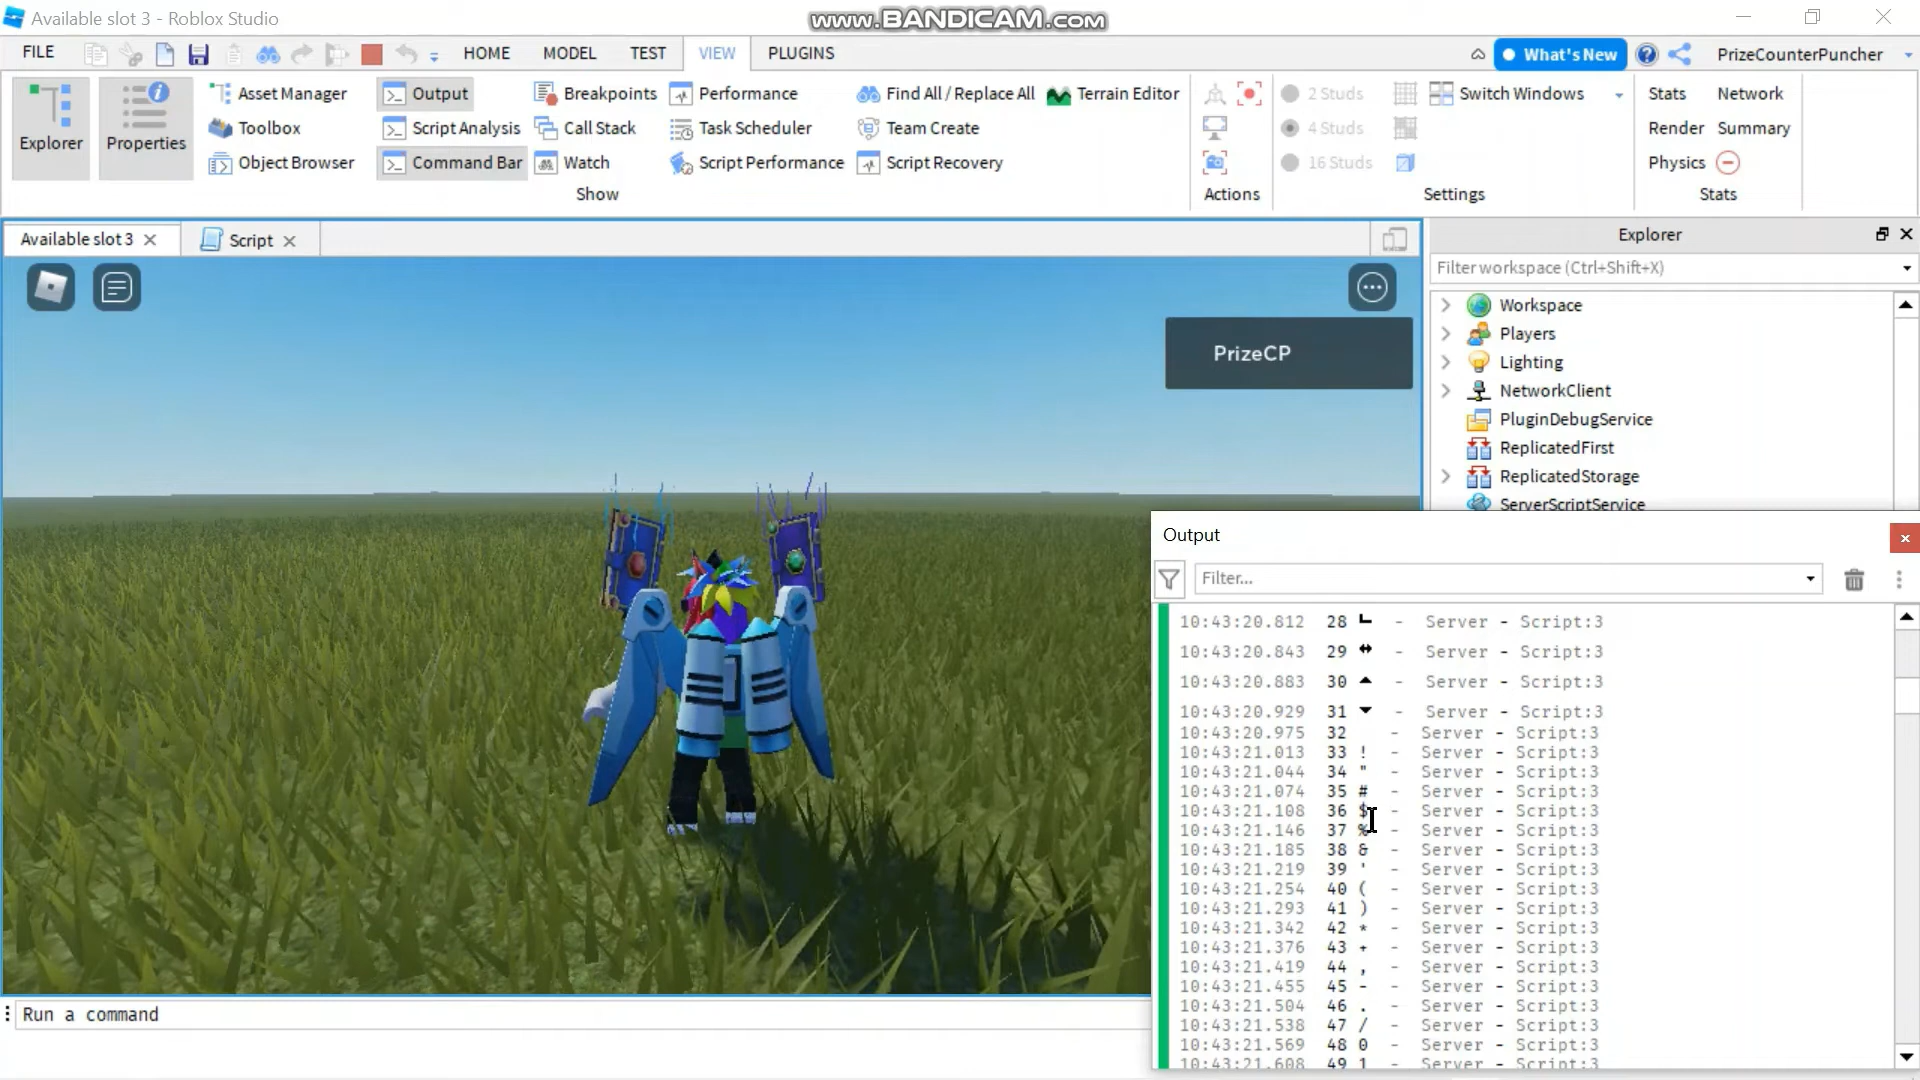 Available slot 3 - Roblox Studio
www.BANDICAM.com
FILE HOME MODEL TEST VIEW PLUGINS
What's New
PrizeCounterPuncher
Explorer
Properties
Asset Manager
Toolbox
Object Browser
Output
Script Analysis
Command Bar
Breakpoints
Call Stack
Watch
Performance
Task Scheduler
Script Performance
Find All / Replace All
Team Create
Script Recovery
Terrain Editor
Show
Actions
2 Studs
4 Studs
16 Studs
Switch Windows
Settings
Stats Network
Render Summary
Physics
Stats
Available slot 3
Script
PrizeCP
Explorer
Filter workspace (Ctrl+Shift+X)
Workspace
Players
Lighting
NetworkClient
PluginDebugService
ReplicatedFirst
ReplicatedStorage
ServerScriptService
Output
Filter...
10:43:20.812 28 - Server - Script:3
10:43:20.843 29 ↔ - Server - Script:3
10:43:20.883 30 ▲ - Server - Script:3
10:43:20.929 31 ▼ - Server - Script:3
10:43:20.975 32 - Server - Script:3
10:43:21.013 33 ! - Server - Script:3
10:43:21.044 34 " - Server - Script:3
10:43:21.074 35 # - Server - Script:3
10:43:21.108 36 $ - Server - Script:3
10:43:21.146 37 % - Server - Script:3
10:43:21.185 38 & - Server - Script:3
10:43:21.219 39 ' - Server - Script:3
10:43:21.254 40 ( - Server - Script:3
10:43:21.293 41 ) - Server - Script:3
10:43:21.342 42 * - Server - Script:3
10:43:21.376 43 + - Server - Script:3
10:43:21.419 44 , - Server - Script:3
10:43:21.455 45 - - Server - Script:3
10:43:21.504 46 . - Server - Script:3
10:43:21.538 47 / - Server - Script:3
10:43:21.569 48 0 - Server - Script:3
10:43:21.608 49 1 - Server - Script:3
Run a command